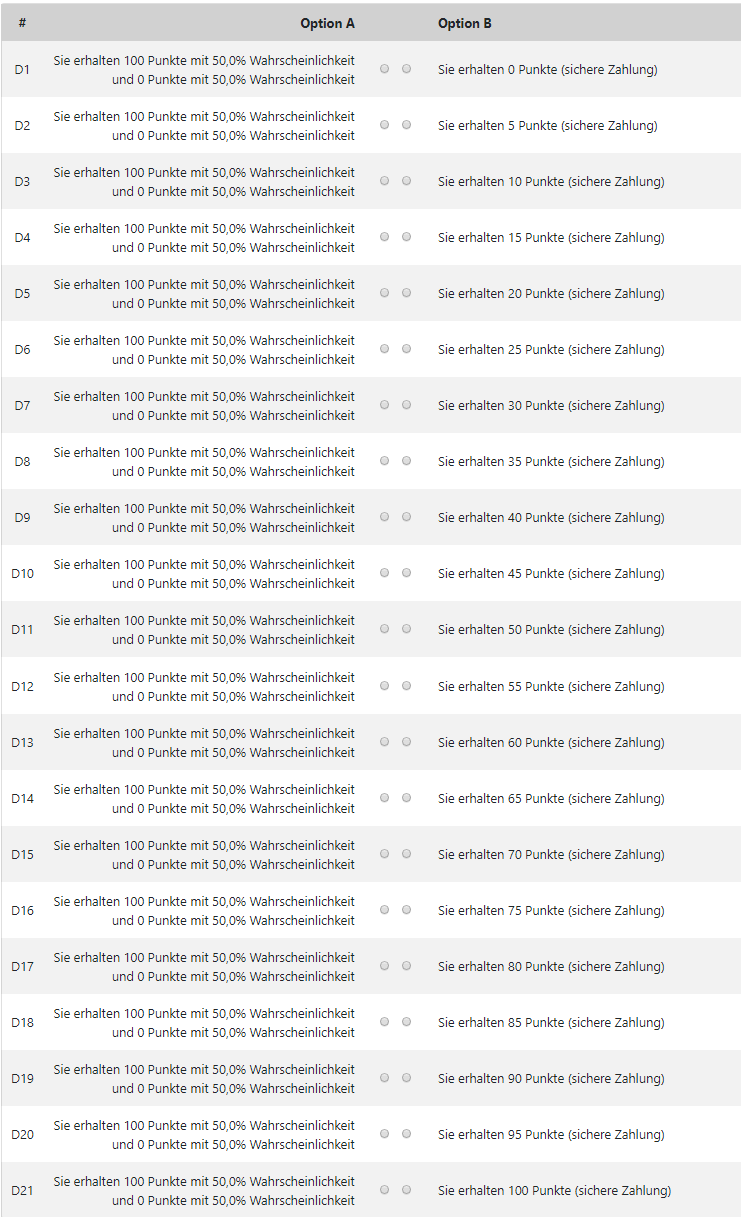 # Option A Option B
Sie erhalten 100 Punkte mit 50,0% Wahrscheinlichkeit
D1 Sie erhalten 0 Punkte (sichere Zahlung)
und 0 Punkte mit 50,0% Wahrscheinlichkeit
Sie erhalten 100 Punkte mit 50,0% Wahrscheinlichkeit
D2 Sie erhalten 5 Punkte (sichere Zahlung)
und 0 Punkte mit 50,0% Wahrscheinlichkeit
Sie erhalten 100 Punkte mit 50,0% Wahrscheinlichkeit
D3 Sie erhalten 10 Punkte (sichere Zahlung)
und 0 Punkte mit 50,0% Wahrscheinlichkeit
Sie erhalten 100 Punkte mit 50,0% Wahrscheinlichkeit
D4 Sie erhalten 15 Punkte (sichere Zahlung)
und 0 Punkte mit 50,0% Wahrscheinlichkeit
Sie erhalten 100 Punkte mit 50,0% Wahrscheinlichkeit
D5 Sie erhalten 20 Punkte (sichere Zahlung)
und 0 Punkte mit 50,0% Wahrscheinlichkeit
Sie erhalten 100 Punkte mit 50,0% Wahrscheinlichkeit
D6 Sie erhalten 25 Punkte (sichere Zahlung)
und 0 Punkte mit 50,0% Wahrscheinlichkeit
Sie erhalten 100 Punkte mit 50,0% Wahrscheinlichkeit
D7 Sie erhalten 30 Punkte (sichere Zahlung)
und 0 Punkte mit 50,0% Wahrscheinlichkeit
Sie erhalten 100 Punkte mit 50,0% Wahrscheinlichkeit
D8 Sie erhalten 35 Punkte (sichere Zahlung)
und 0 Punkte mit 50,0% Wahrscheinlichkeit
Sie erhalten 100 Punkte mit 50,0% Wahrscheinlichkeit
D9 Sie erhalten 40 Punkte (sichere Zahlung)
und 0 Punkte mit 50,0% Wahrscheinlichkeit
Sie erhalten 100 Punkte mit 50,0% Wahrscheinlichkeit
D10 Sie erhalten 45 Punkte (sichere Zahlung)
und 0 Punkte mit 50,0% Wahrscheinlichkeit
Sie erhalten 100 Punkte mit 50,0% Wahrscheinlichkeit
D11 Sie erhalten 50 Punkte (sichere Zahlung)
und 0 Punkte mit 50,0% Wahrscheinlichkeit
Sie erhalten 100 Punkte mit 50,0% Wahrscheinlichkeit
D12 Sie erhalten 55 Punkte (sichere Zahlung)
und 0 Punkte mit 50,0% Wahrscheinlichkeit
Sie erhalten 100 Punkte mit 50,0% Wahrscheinlichkeit
D13 Sie erhalten 60 Punkte (sichere Zahlung)
und 0 Punkte mit 50,0% Wahrscheinlichkeit
Sie erhalten 100 Punkte mit 50,0% Wahrscheinlichkeit
D14 Sie erhalten 65 Punkte (sichere Zahlung)
und 0 Punkte mit 50,0% Wahrscheinlichkeit
Sie erhalten 100 Punkte mit 50,0% Wahrscheinlichkeit
D15 Sie erhalten 70 Punkte (sichere Zahlung)
und 0 Punkte mit 50,0% Wahrscheinlichkeit
Sie erhalten 100 Punkte mit 50,0% Wahrscheinlichkeit
D16 Sie erhalten 75 Punkte (sichere Zahlung)
und 0 Punkte mit 50,0% Wahrscheinlichkeit
Sie erhalten 100 Punkte mit 50,0% Wahrscheinlichkeit
D17 Sie erhalten 80 Punkte (sichere Zahlung)
und 0 Punkte mit 50,0% Wahrscheinlichkeit
Sie erhalten 100 Punkte mit 50,0% Wahrscheinlichkeit
D18 Sie erhalten 85 Punkte (sichere Zahlung)
und 0 Punkte mit 50,0% Wahrscheinlichkeit
Sie erhalten 100 Punkte mit 50,0% Wahrscheinlichkeit
D19 Sie erhalten 90 Punkte (sichere Zahlung)
und 0 Punkte mit 50,0% Wahrscheinlichkeit
Sie erhalten 100 Punkte mit 50,0% Wahrscheinlichkeit
D20 Sie erhalten 95 Punkte (sichere Zahlung)
und 0 Punkte mit 50,0% Wahrscheinlichkeit
Sie erhalten 100 Punkte mit 50,0% Wahrscheinlichkeit
D21 Sie erhalten 100 Punkte (sichere Zahlung)
und 0 Punkte mit 50,0% Wahrscheinlichkeit